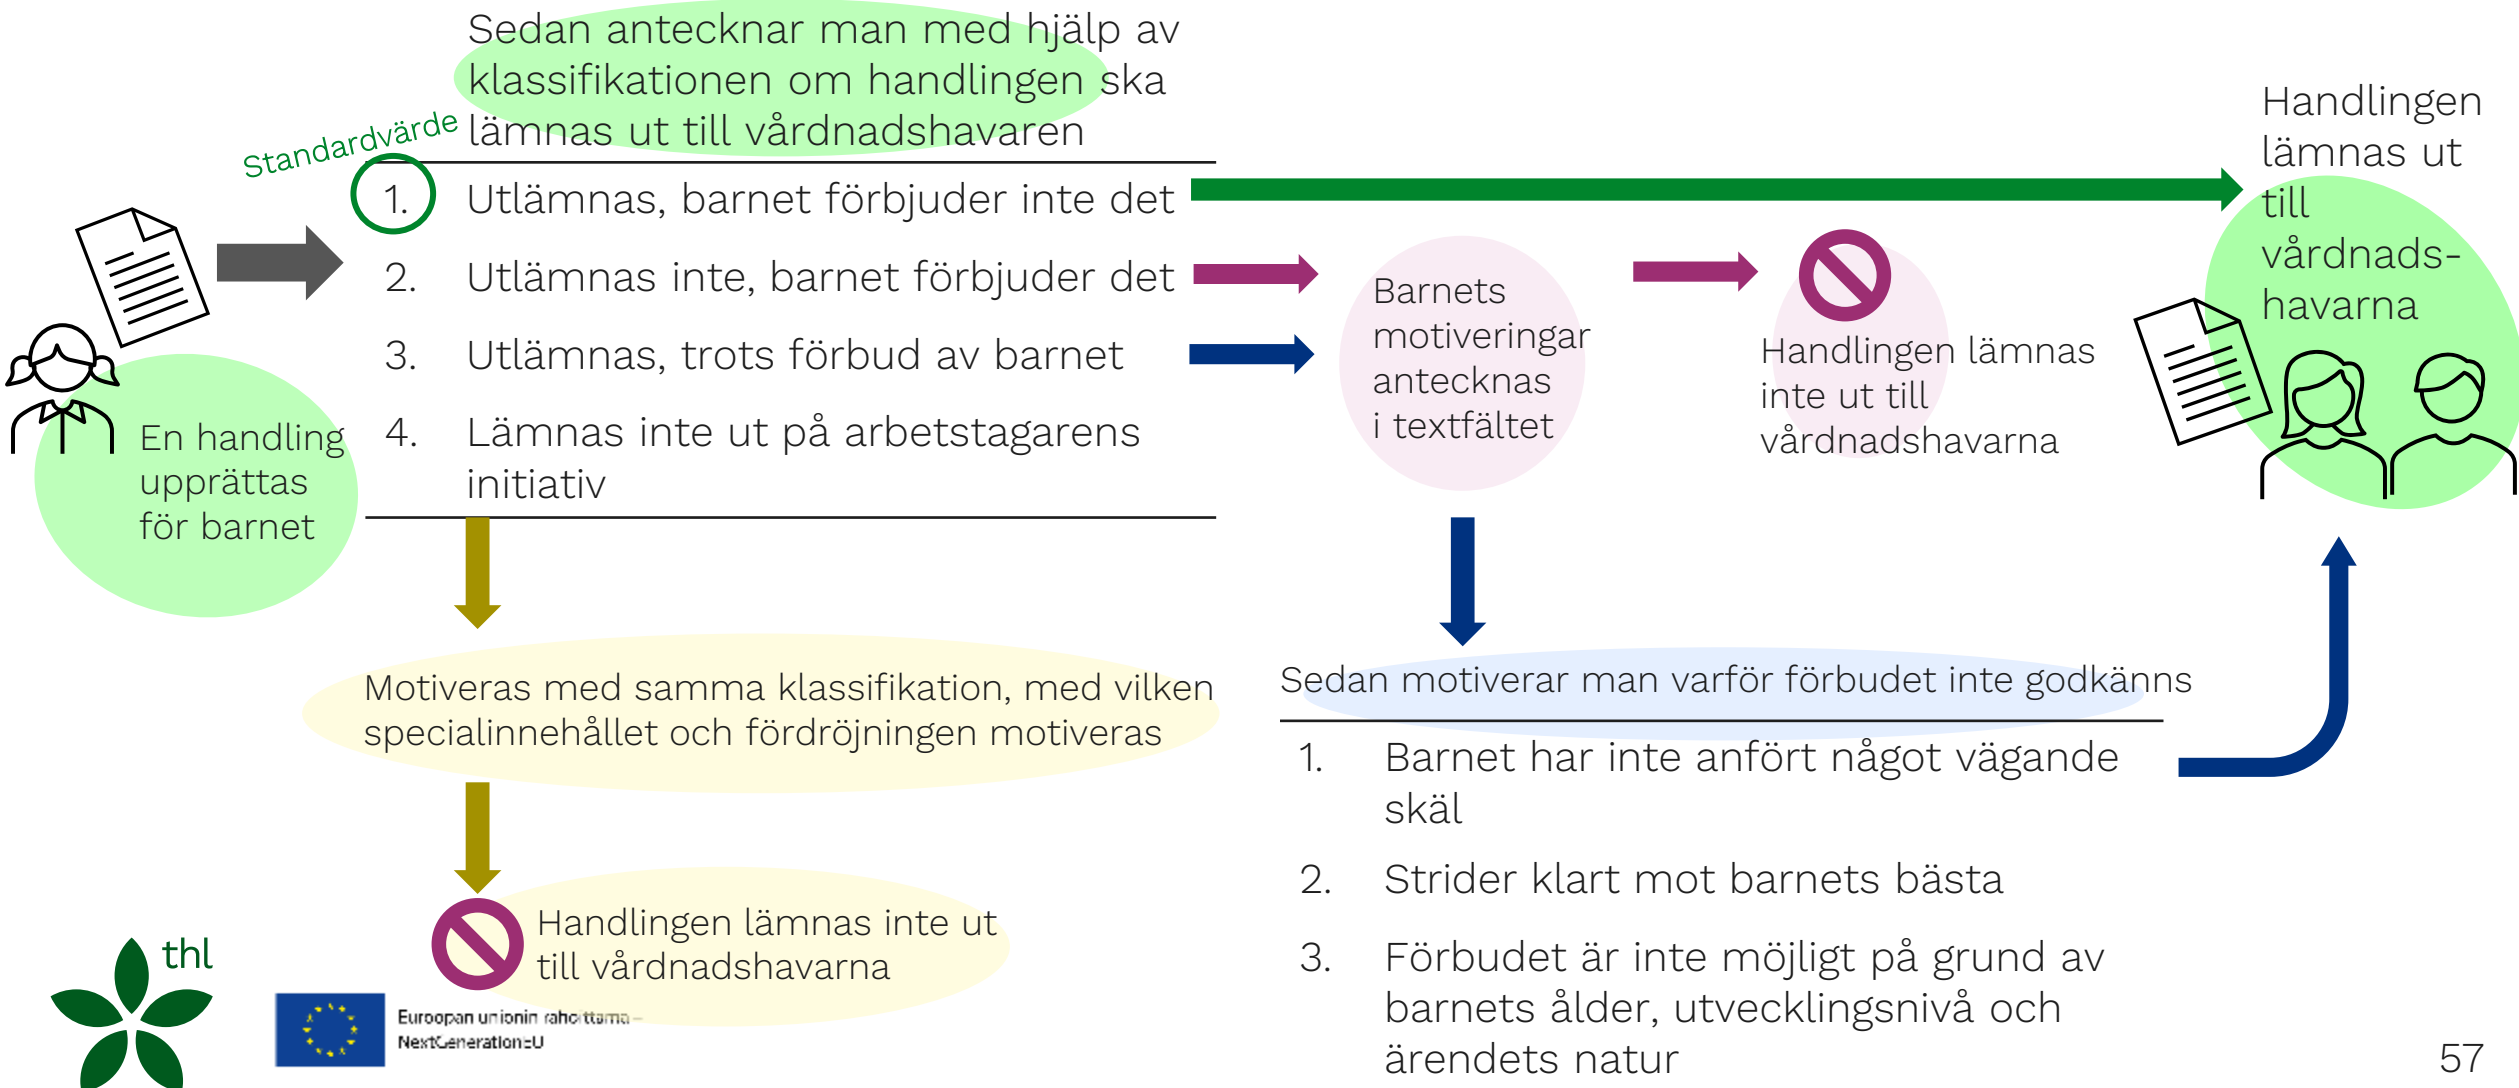 Sedan antecknar man med hjälp av
klassifikationen om handlingen ska
lämnas ut till vårdnadshavaren
Standardvärde
1. Utlämnas, barnet förbjuder inte det
2. Utlämnas inte, barnet förbjuder det
3. Utlämnas, trots förbud av barnet
4. Lämnas inte ut på arbetstagarens
initiativ
En handling
upprättas
för barnet
Barnets
motiveringar
antecknas
i textfältet
Handlingen lämnas
inte ut till
vårdnadshavarna
Handlingen
lämnas ut
till
vårdnads-
havarna
Motiveras med samma klassifikation, med vilken
specialinnehållet och fördröjningen motiveras
Handlingen lämnas inte ut
till vårdnadshavarna
Sedan motiverar man varför förbudet inte godkänns
1. Barnet har inte anfört något vägande
skäl
2. Strider klart mot barnets bästa
3. Förbudet är inte möjligt på grund av
barnets ålder, utvecklingsnivå och
ärendets natur
thl
Euroopan unionin rahoittama –
NextGenerationEU
57